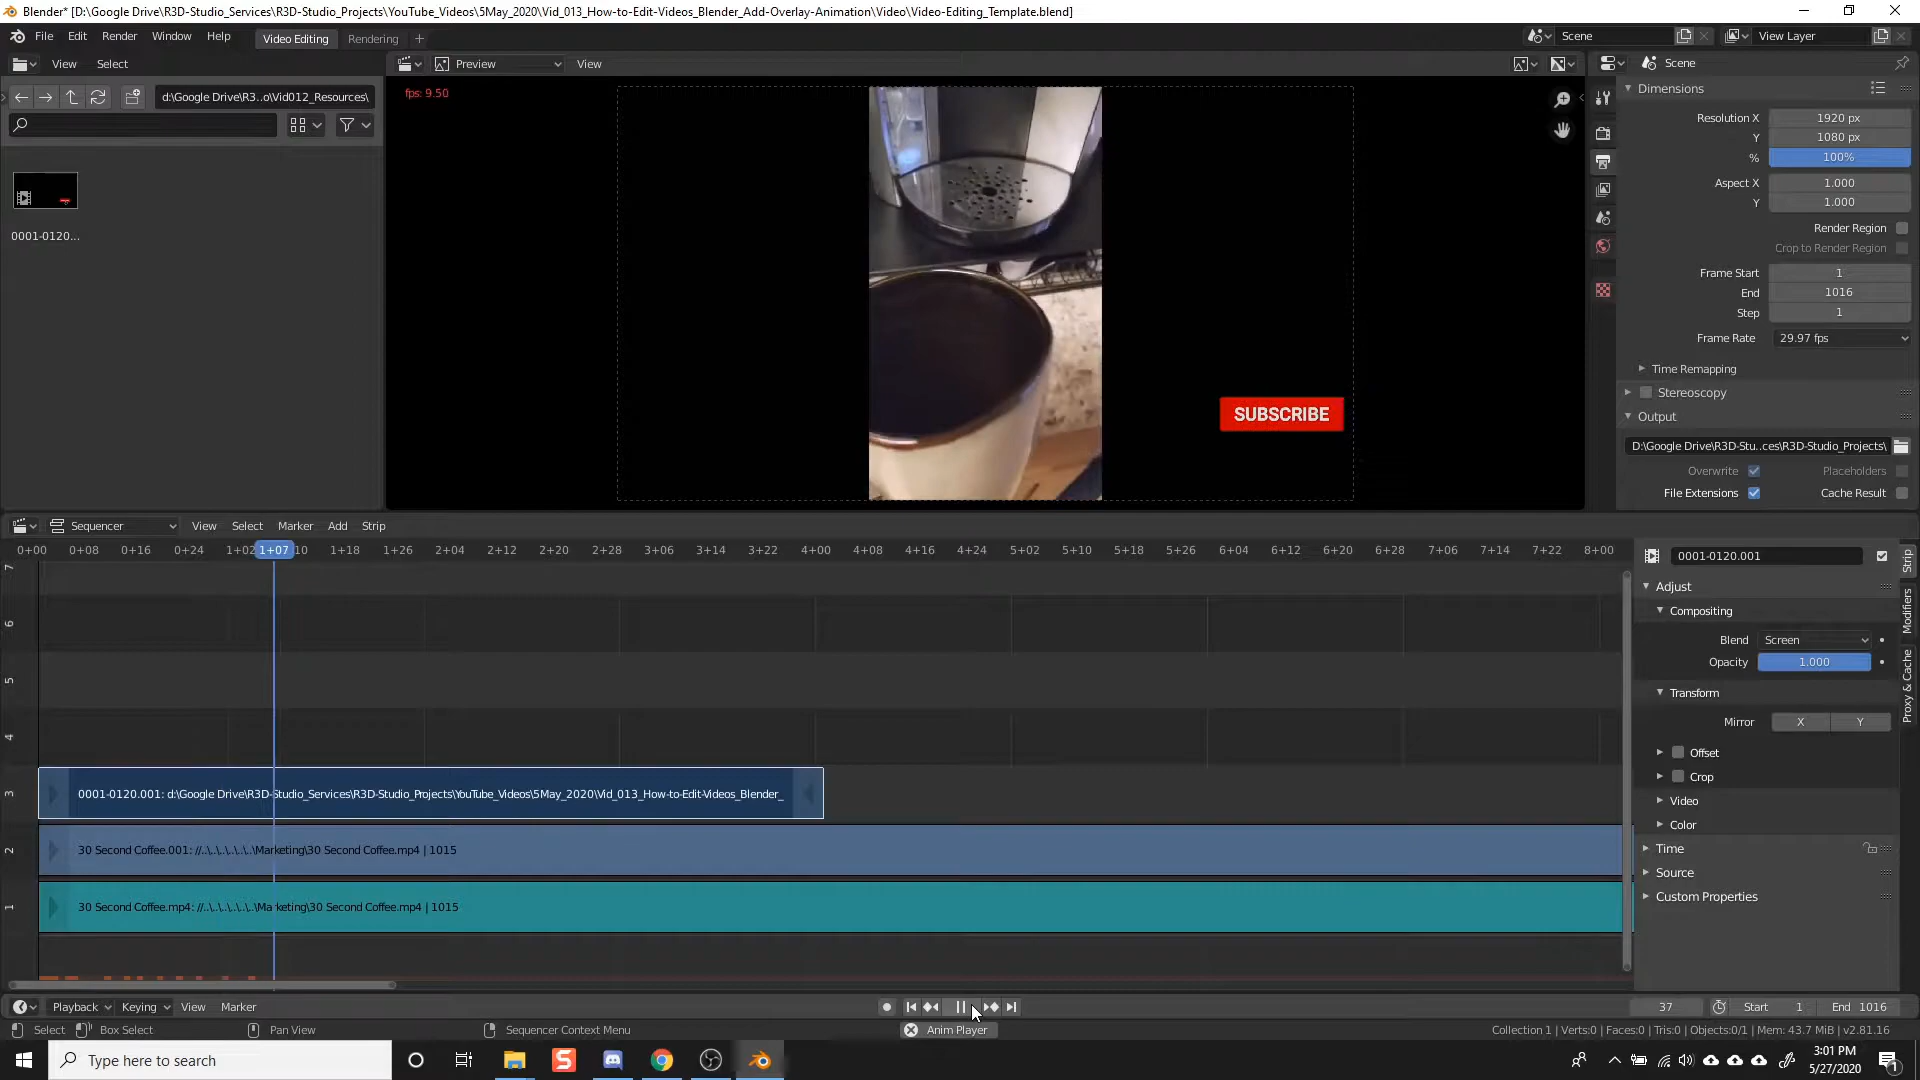 Blender* [D:\Google Drive\R3D-Studio_Services\R3D-Studio_Projects\YouTube_Videos\5May_2020\Vid_013_How-to-Edit-Videos_Blender_Add-Overlay-Animation\Video\Video-Editing_Template.blend]
File Edit Render Window Help Video Editing Rendering + Scene View Layer
View Select Preview View Scene
d:\Google Drive\R3..o\Vid012_Resources\
fps: 9.50
0001-0120...
SUBSCRIBE
Dimensions
Resolution X 1920 px
Y 1080 px
% 100%
Aspect X 1.000
Y 1.000
Render Region
Crop to Render Region
Frame Start 1
End 1016
Step 1
Frame Rate 29.97 fps
Time Remapping
Stereoscopy
Output
D:\Google Drive\R3D-Stu..ces\R3D-Studio_Projects\
Overwrite Placeholders
File Extensions Cache Result
Sequencer View Select Marker Add Strip
0+00 0+08 0+16 0+24 1+02 1+07 10 1+18 1+26 2+04 2+12 2+20 2+28 3+06 3+14 3+22 4+00 4+08 4+16 4+24 5+02 5+10 5+18 5+26 6+04 6+12 6+20 6+28 7+06 7+14 7+22 8+00
7
6
5
4
3
2
1
0001-0120.001: d:\Google Drive\R3D-Studio_Services\R3D-Studio_Projects\YouTube_Videos\5May_2020\Vid_013_How-to-Edit-Videos_Blender_
30 Second Coffee.001: //..\..\..\..\..\..\Marketing\30 Second Coffee.mp4 | 1015
30 Second Coffee.mp4: //..\..\..\..\..\..\Marketing\30 Second Coffee.mp4 | 1015
0001-0120.001
Adjust
Compositing
Blend Screen
Opacity 1.000
Transform
Mirror X Y
Offset
Crop
Video
Color
Time
Source
Custom Properties
Strip
Modifiers
Proxy & Cache
Playback Keying View Marker 37 Start 1 End 1016
Select Box Select Pan View Sequencer Context Menu Anim Player Collection 1 | Verts:0 | Faces:0 | Tris:0 | Objects:0/1 | Mem: 43.7 MiB | v2.81.16
Type here to search
3:01 PM
5/27/2020
1